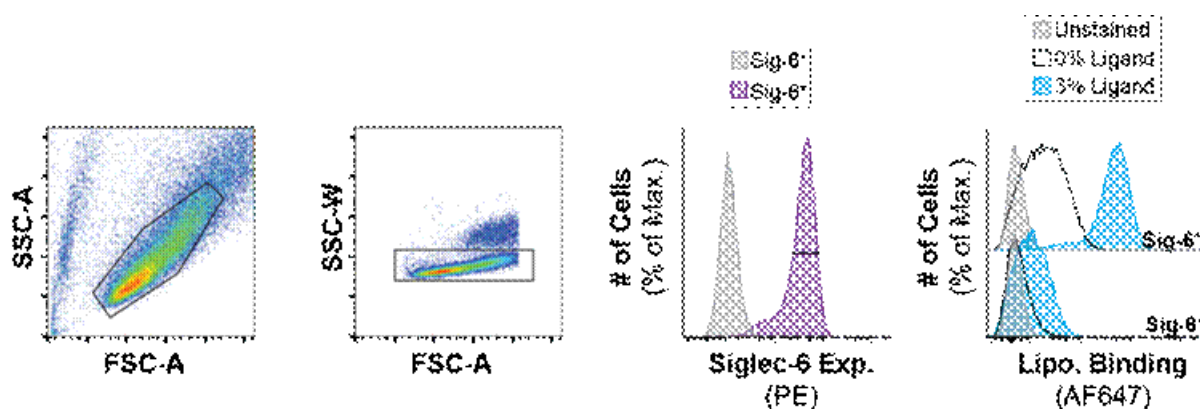 Unstained
0% Ligand
3% Ligand
Sig-6⁻
Sig-6⁺
SSC-A
FSC-A
SSC-W
FSC-A
# of Cells
(% of Max.)
Siglec-6 Exp.
(PE)
# of Cells
(% of Max.)
Sig-6⁺
Sig-6⁻
Lipo. Binding
(AF647)